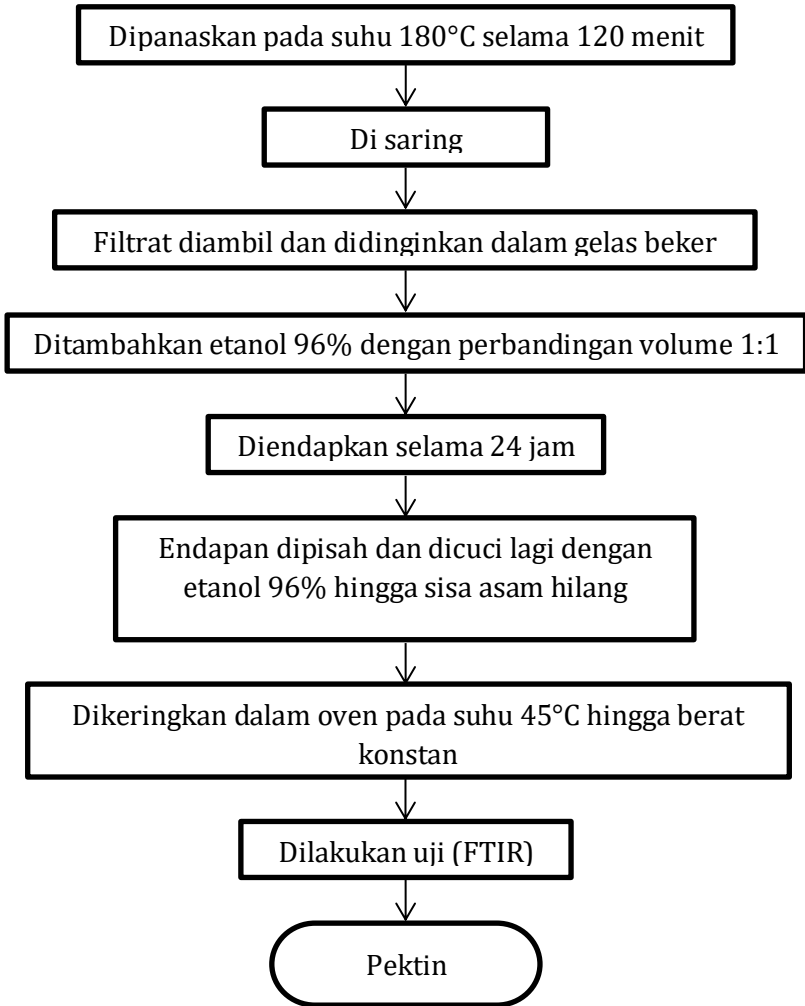 Dipanaskan pada suhu 180°C selama 120 menit
Di saring
Filtrat diambil dan didinginkan dalam gelas beker
Ditambahkan etanol 96% dengan perbandingan volume 1:1
Diendapkan selama 24 jam
Endapan dipisah dan dicuci lagi dengan
etanol 96% hingga sisa asam hilang
Dikeringkan dalam oven pada suhu 45°C hingga berat
konstan
Dilakukan uji (FTIR)
Pektin